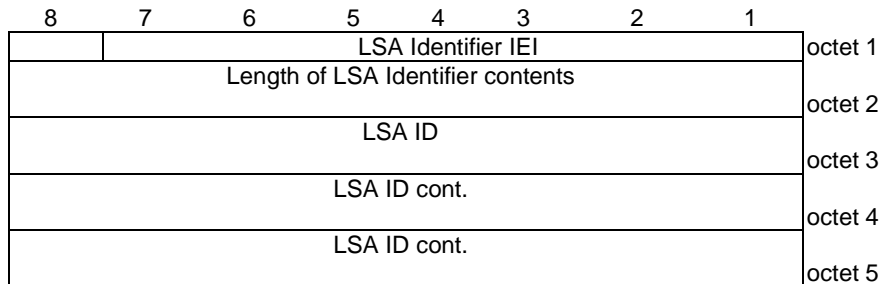 8 7 6 5 4 3 2 1
LSA Identifier IEI octet 1
Length of LSA Identifier contents
octet 2
LSA ID
octet 3
LSA ID cont.
octet 4
LSA ID cont.
octet 5